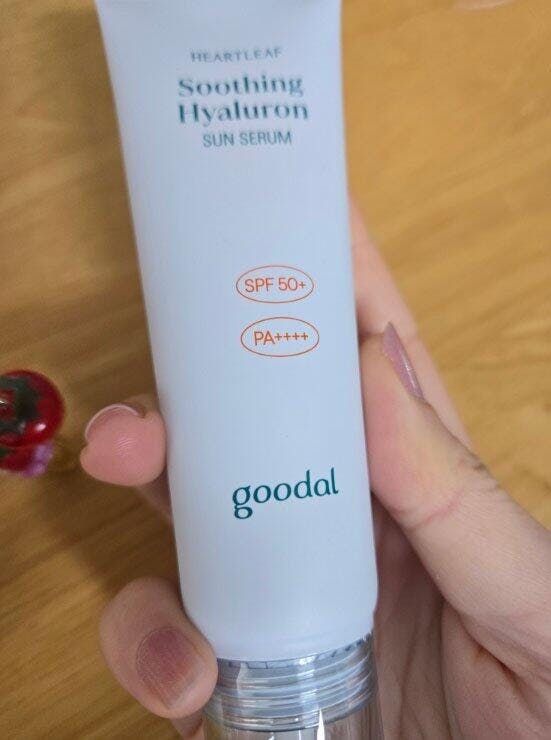 HEARTLEAF
Soothing
Hyaluron
SUN SERUM
SPF 50+
PA++++
goodal